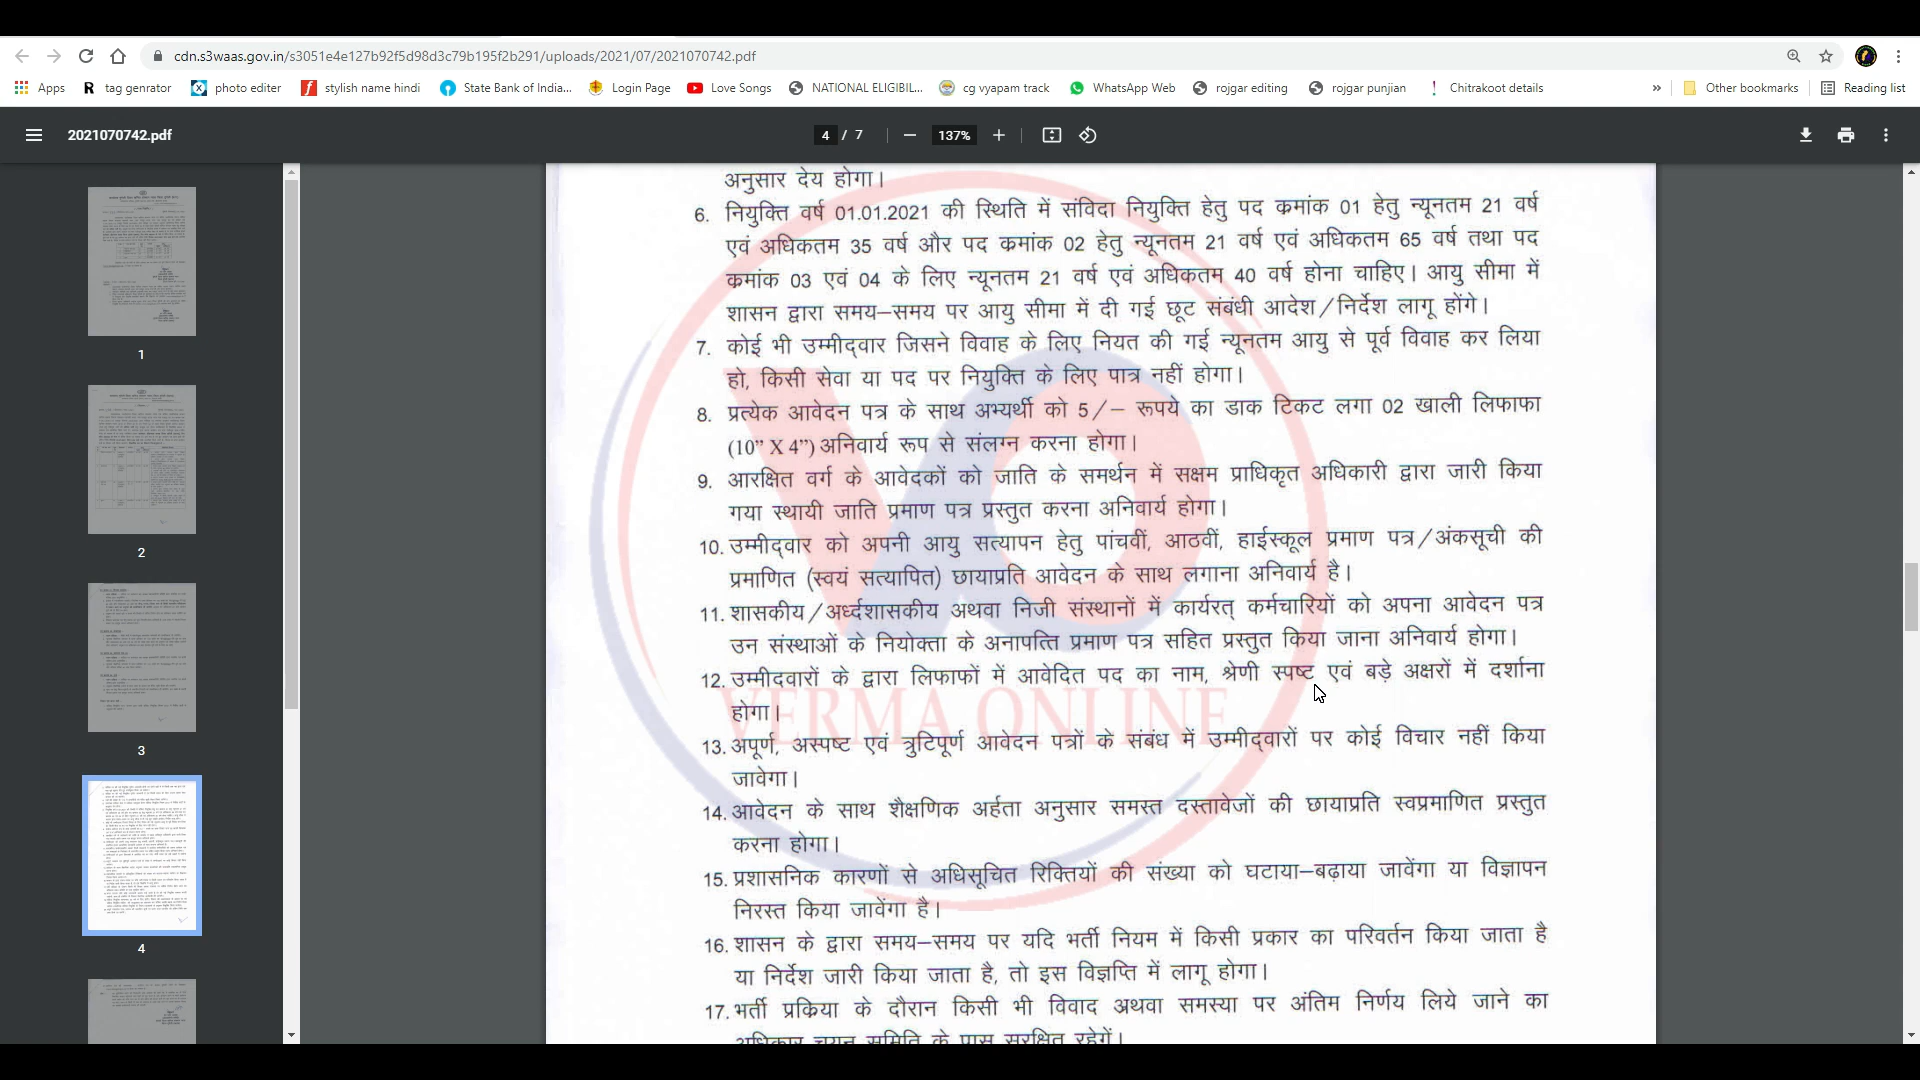 cdn.s3waas.gov.in/s3051e4e127b92f5d98d3c79b195f2b291/uploads/2021/07/2021070742.pdf
Apps tag genrator photo editer stylish name hindi State Bank of India... Login Page Love Songs NATIONAL ELIGIBIL... cg vyapam track WhatsApp Web rojgar editing rojgar punjian Chitrakoot details » Other bookmarks Reading list
2021070742.pdf 4 / 7 137%
1
2
3
4
अनुसार देय होगा।
6. नियुक्ति वर्ष 01.01.2021 की स्थिति में संविदा नियुक्ति हेतु पद क्रमांक 01 हेतु न्यूनतम 21 वर्ष
एवं अधिकतम 35 वर्ष और पद कमांक 02 हेतु न्यूनतम 21 वर्ष एवं अधिकतम 65 वर्ष तथा पद
कमांक 03 एवं 04 के लिए न्यूनतम 21 वर्ष एवं अधिकतम 40 वर्ष होना चाहिए। आयु सीमा में
शासन द्वारा समय–समय पर आयु सीमा में दी गई छूट संबंधी आदेश/निर्देश लागू होंगे।
7. कोई भी उम्मीद्वार जिसने विवाह के लिए नियत की गई न्यूनतम आयु से पूर्व विवाह कर लिया
हो, किसी सेवा या पद पर नियुक्ति के लिए पात्र नहीं होगा।
8. प्रत्येक आवेदन पत्र के साथ अभ्यर्थी को 5/– रूपये का डाक टिकट लगा 02 खाली लिफाफा
(10” X 4”) अनिवार्य रूप से संलग्न करना होगा।
9. आरक्षित वर्ग के आवेदकों को जाति के समर्थन में सक्षम प्राधिकृत अधिकारी द्वारा जारी किया
गया स्थायी जाति प्रमाण पत्र प्रस्तुत करना अनिवार्य होगा।
10. उम्मीद्वार को अपनी आयु सत्यापन हेतु पांचवीं, आठवीं, हाईस्कूल प्रमाण पत्र/अंकसूची की
प्रमाणित (स्वयं सत्यापित) छायाप्रति आवेदन के साथ लगाना अनिवार्य है।
11. शासकीय/अर्ध्दशासकीय अथवा निजी संस्थानों में कार्यरत् कर्मचारियों को अपना आवेदन पत्र
उन संस्थाओं के नियोक्ता के अनापत्ति प्रमाण पत्र सहित प्रस्तुत किया जाना अनिवार्य होगा।
12. उम्मीदवारों के द्वारा लिफाफों में आवेदित पद का नाम, श्रेणी स्पष्ट एवं बड़े अक्षरों में दर्शाना
होगा।
VERMA ONLINE
13. अपूर्ण, अस्पष्ट एवं त्रुटिपूर्ण आवेदन पत्रों के संबंध में उम्मीद्वारों पर कोई विचार नहीं किया
जावेगा।
14. आवेदन के साथ शैक्षणिक अर्हता अनुसार समस्त दस्तावेजों की छायाप्रति स्वप्रमाणित प्रस्तुत
करना होगा।
15. प्रशासनिक कारणों से अधिसूचित रिक्तियों की संख्या को घटाया–बढ़ाया जावेंगा या विज्ञापन
निरस्त किया जावेंगा है।
16. शासन के द्वारा समय–समय पर यदि भर्ती नियम में किसी प्रकार का परिवर्तन किया जाता है
या निर्देश जारी किया जाता है, तो इस विज्ञप्ति में लागू होगा।
17. भर्ती प्रक्रिया के दौरान किसी भी विवाद अथवा समस्या पर अंतिम निर्णय लिये जाने का
अधिकार चयन समिति के पास सुरक्षित रहेगें।